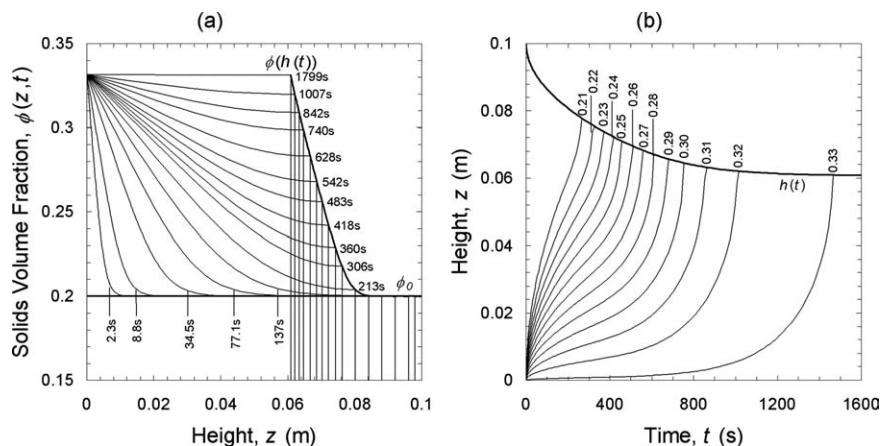 (a)
0.35
0.3
0.25
0.2
0.15
Solids Volume Fraction, ϕ(z,t)
ϕ(h(t))
1799s
1007s
842s
740s
628s
542s
483s
418s
360s
306s
213s
ϕ0
2.3s
8.8s
34.5s
77.1s
137s
0
0.02
0.04
0.06
0.08
0.1
Height, z (m)
(b)
0.1
0.08
0.06
0.04
0.02
0
Height, z (m)
0.21
0.22
0.23
0.24
0.25
0.26
0.27
0.28
0.29
0.30
0.31
0.32
0.33
h(t)
0
400
800
1200
1600
Time, t (s)